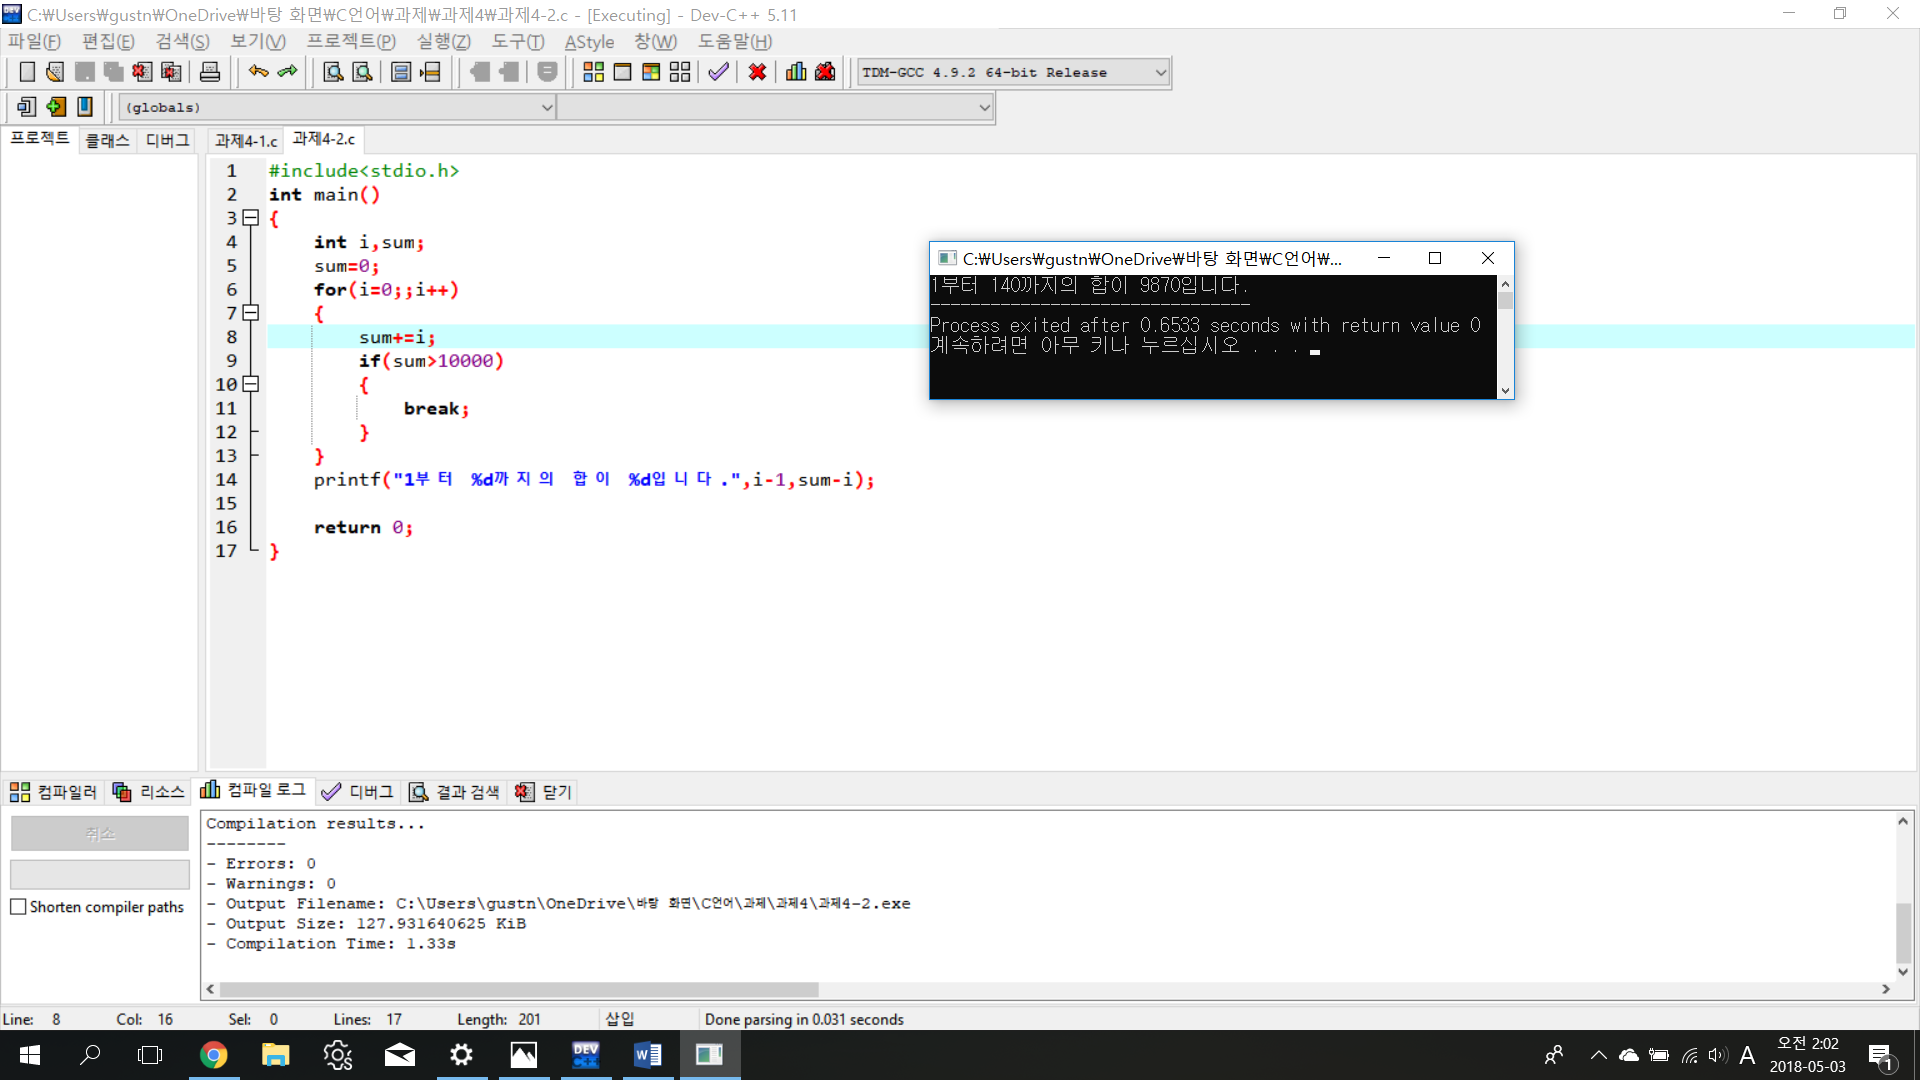 C:₩Users₩gustn₩OneDrive₩바탕 화면₩C언어₩과제₩과제4₩과제4-2.c - [Executing] - Dev-C++ 5.11
파일(F) 편집(E) 검색(S) 보기(V) 프로젝트(P) 실행(Z) 도구(T) AStyle 창(W) 도움말(H)
TDM-GCC 4.9.2 64-bit Release
(globals)
프로젝트 클래스 디버그 과제4-1.c 과제4-2.c
1 #include<stdio.h>
2 int main()
3 {
4 int i,sum;
5 sum=0;
6 for(i=0;;i++)
7 {
8 sum+=i;
9 if(sum>10000)
10 {
11 break;
12 }
13 }
14 printf("1부터 %d까지의 합이 %d입니다.",i-1,sum-i);
15
16 return 0;
17 }
C:₩Users₩gustn₩OneDrive₩바탕 화면₩C언어₩...
1부터 140까지의 합이 9870입니다.
--------------------------------
Process exited after 0.6533 seconds with return value 0
계속하려면 아무 키나 누르십시오 . . .
컴파일러 리소스 컴파일 로그 디버그 결과 검색 닫기
취소
Shorten compiler paths
Compilation results...
--------
- Errors: 0
- Warnings: 0
- Output Filename: C:\Users\gustn\OneDrive\바탕 화면\C언어\과제\과제4\과제4-2.exe
- Output Size: 127.931640625 KiB
- Compilation Time: 1.33s
Line: 8 Col: 16 Sel: 0 Lines: 17 Length: 201 삽입 Done parsing in 0.031 seconds
DEV C++
W
A
오전 2:02
2018-05-03
1